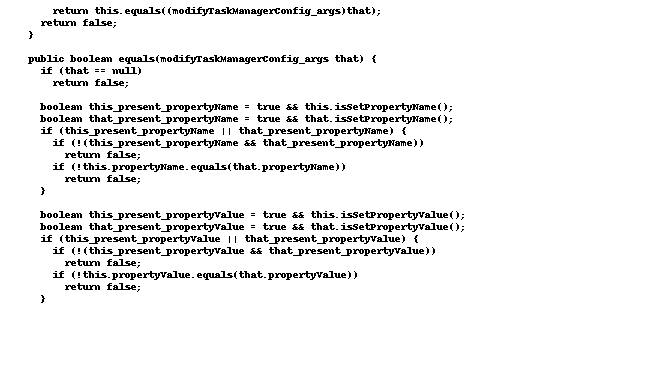 return this.equals((modifyTaskManagerConfig_args)that);
return false;
}
public boolean equals(modifyTaskManagerConfig_args that) {
if (that == null)
return false;
boolean this_present_propertyName = true && this.isSetPropertyName();
boolean that_present_propertyName = true && that.isSetPropertyName();
if (this_present_propertyName || that_present_propertyName) {
if (!(this_present_propertyName && that_present_propertyName))
return false;
if (!this.propertyName.equals(that.propertyName))
return false;
}
boolean this_present_propertyValue = true && this.isSetPropertyValue();
boolean that_present_propertyValue = true && that.isSetPropertyValue();
if (this_present_propertyValue || that_present_propertyValue) {
if (!(this_present_propertyValue && that_present_propertyValue))
return false;
if (!this.propertyValue.equals(that.propertyValue))
return false;
}